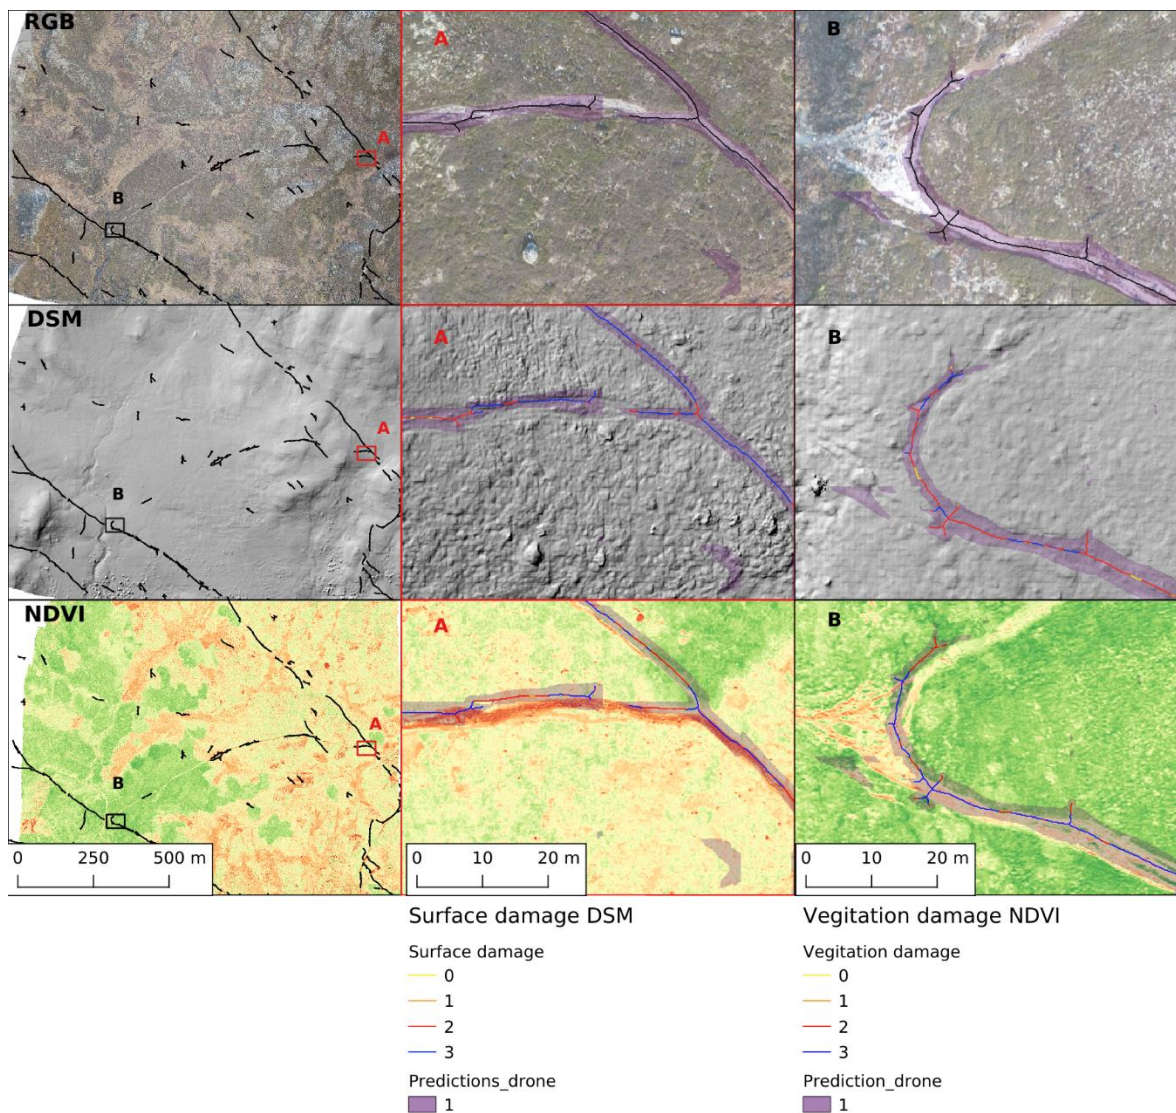 RGB
A
B
A
B
DSM
A
B
A
B
NDVI
A
B
A
B
0 250 500 m
0 10 20 m
0 10 20 m
Surface damage DSM
Vegitation damage NDVI
Surface damage
Vegitation damage
0
0
1
1
2
2
3
3
Predictions_drone
Prediction_drone
1
1